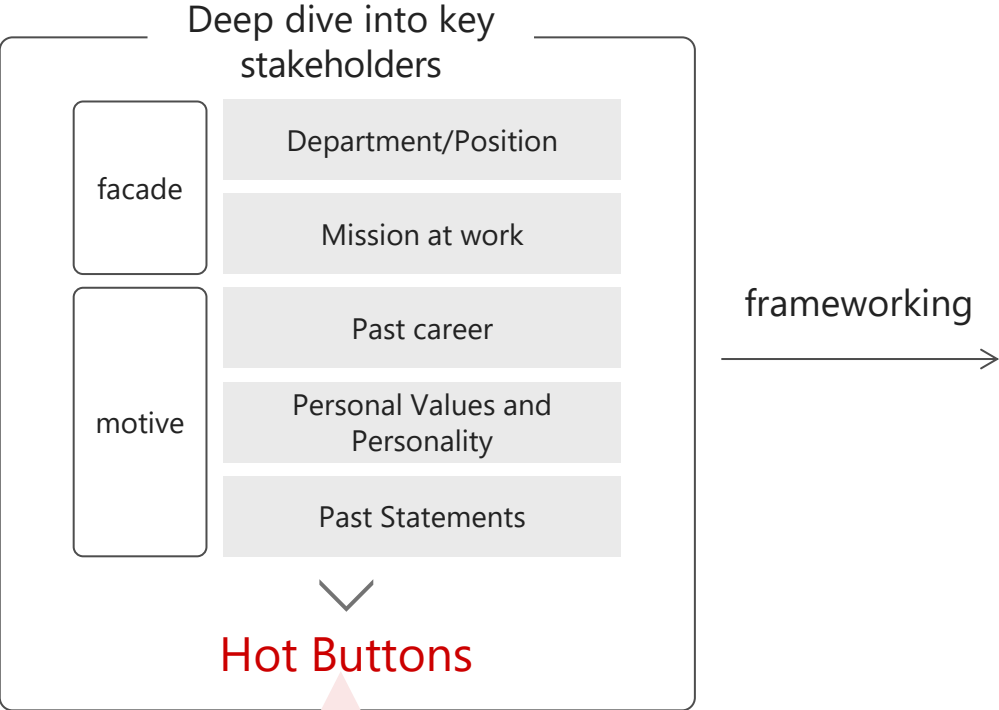 Deep dive into key
stakeholders
facade
Department/Position
Mission at work
motive
Past career
Personal Values and
Personality
Past Statements
Hot Buttons
frameworking